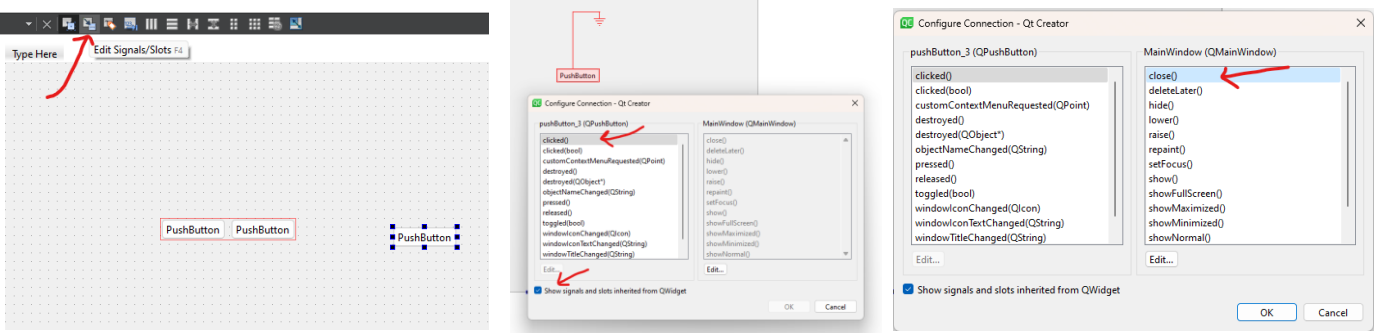 Type Here
Edit Signals/Slots F4
PushButton
PushButton
PushButton
PushButton
QC Configure Connection - Qt Creator
pushButton_3 (QPushButton)
clicked()
clicked(bool)
customContextMenuRequested(QPoint)
destroyed()
destroyed(QObject*)
objectNameChanged(QString)
pressed()
released()
toggled(bool)
windowIconChanged(QIcon)
windowIconTextChanged(QString)
windowTitleChanged(QString)
Edit...
MainWindow (QMainWindow)
close()
deleteLater()
hide()
lower()
raise()
repaint()
setFocus()
show()
showFullScreen()
showMaximized()
showMinimized()
showNormal()
Edit...
Show signals and slots inherited from QWidget
OK
Cancel
QC Configure Connection - Qt Creator
pushButton_3 (QPushButton)
clicked()
clicked(bool)
customContextMenuRequested(QPoint)
destroyed()
destroyed(QObject*)
objectNameChanged(QString)
pressed()
released()
toggled(bool)
windowIconChanged(QIcon)
windowIconTextChanged(QString)
windowTitleChanged(QString)
Edit...
MainWindow (QMainWindow)
close()
deleteLater()
hide()
lower()
raise()
repaint()
setFocus()
show()
showFullScreen()
showMaximized()
showMinimized()
showNormal()
Edit...
Show signals and slots inherited from QWidget
OK
Cancel